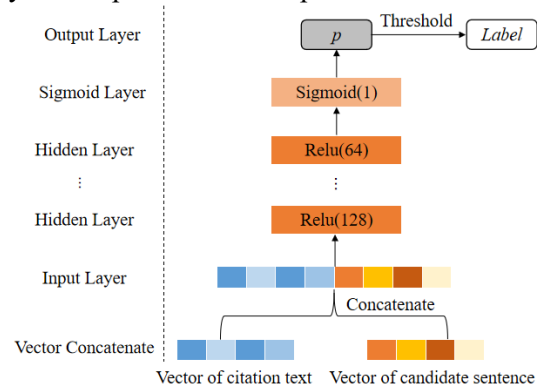 Output Layer
p
Threshold
Label
Sigmoid Layer
Sigmoid(1)
Hidden Layer
Relu(64)
⋮
⋮
Hidden Layer
Relu(128)
Input Layer
Concatenate
Vector Concatenate
Vector of citation text
Vector of candidate sentence